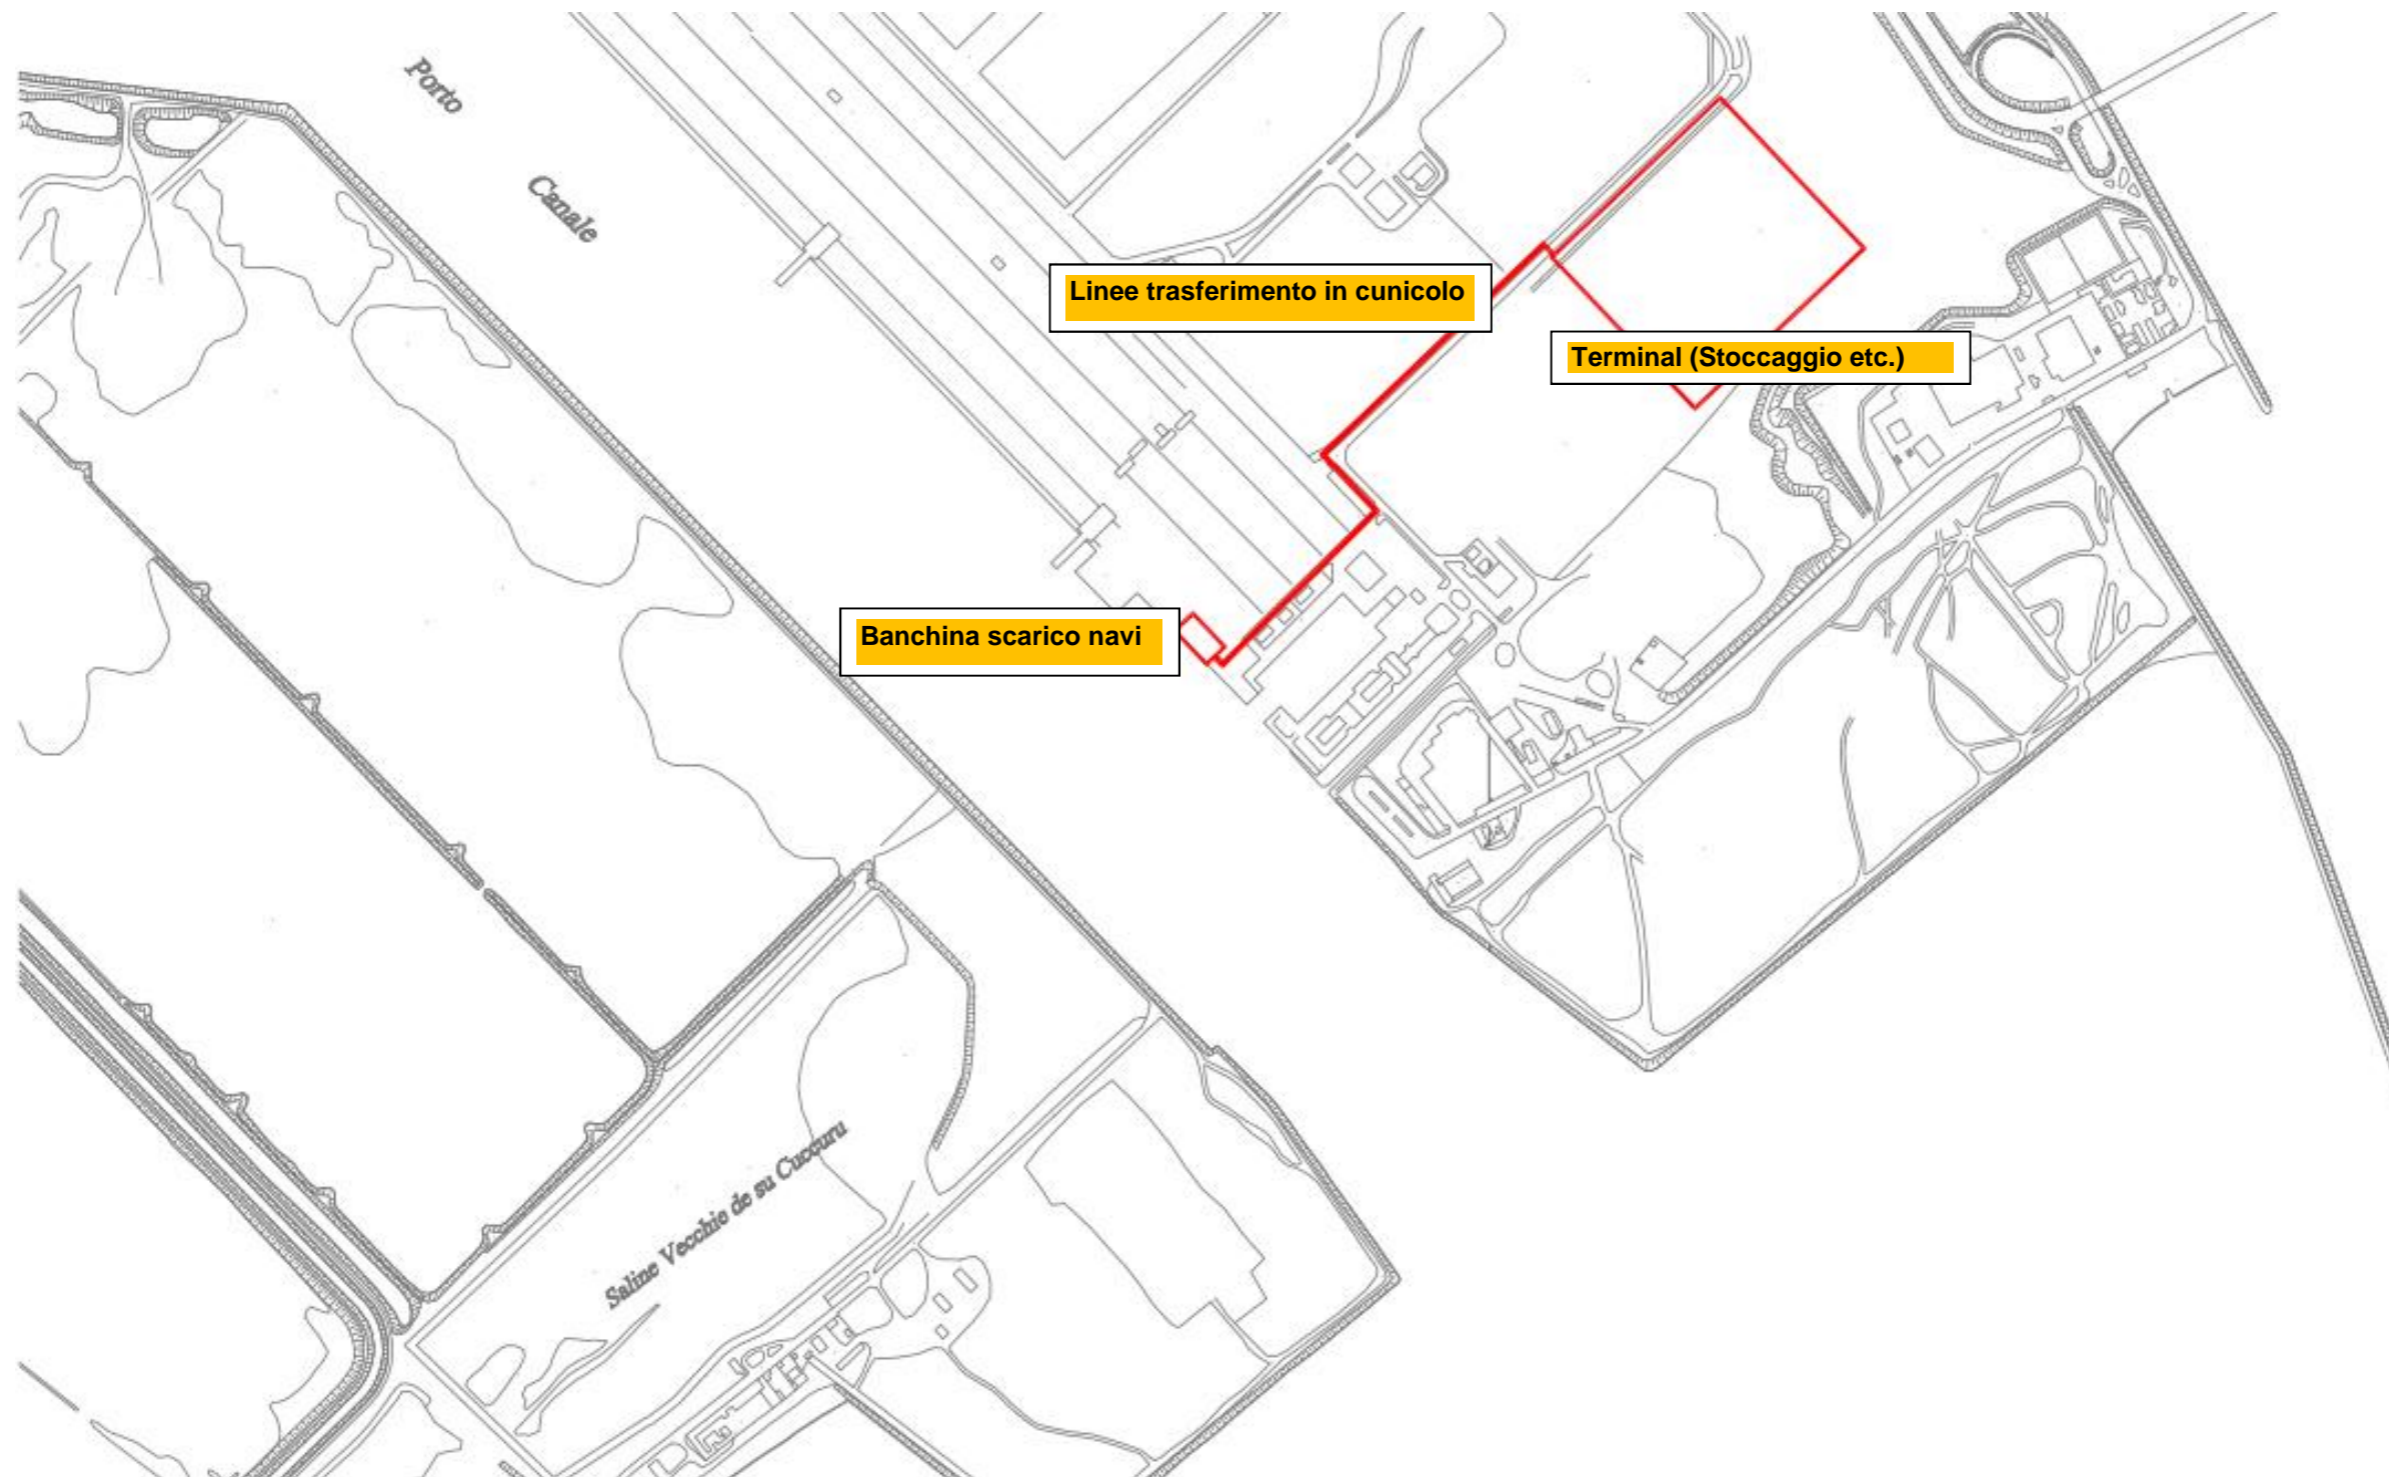 Porto
Canale
Linee trasferimento in cunicolo
Terminal (Stoccaggio etc.)
Banchina scarico navi
Saline Vecchie de su Cuccuru